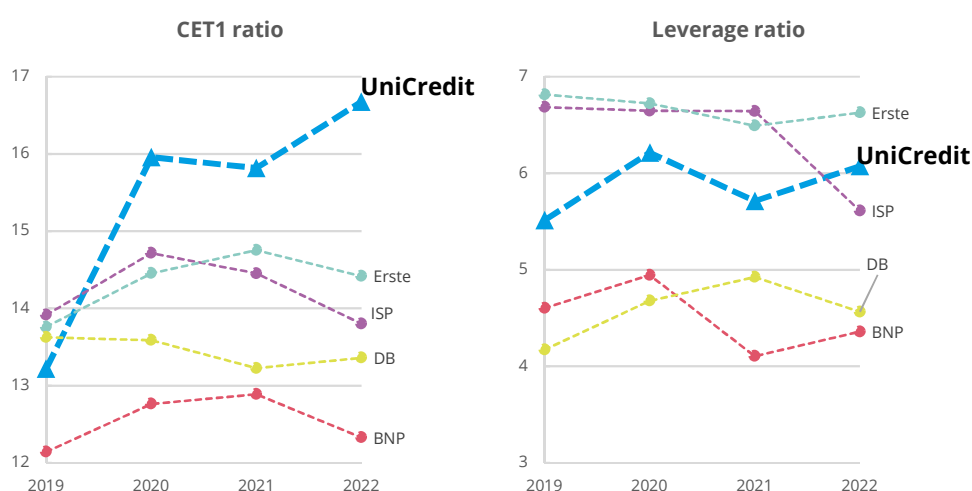 CET1 ratio
17
16
15
14
13
12
2019 2020 2021 2022
UniCredit
Erste
ISP
DB
BNP
Leverage ratio
7
6
5
4
3
2019 2020 2021 2022
Erste
UniCredit
ISP
DB
BNP